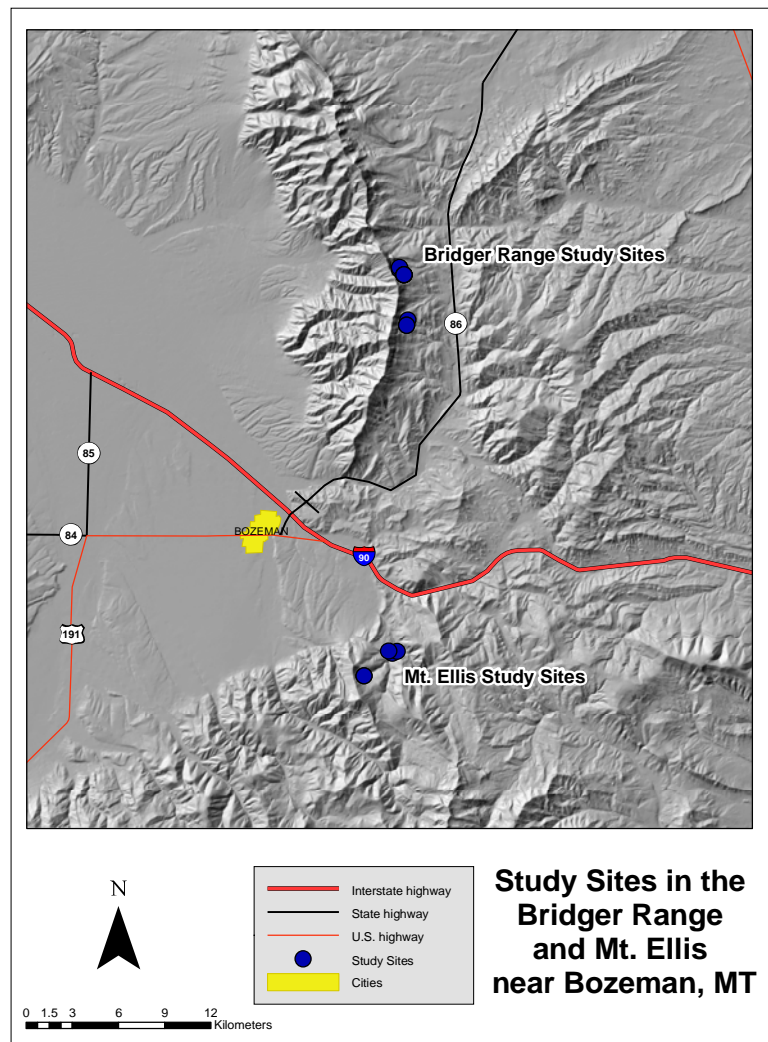 Bridger Range Study Sites
86
85
BOZEMAN
84
90
191
Mt. Ellis Study Sites
N
0 1.5 3 6 9 12
Kilometers
Interstate highway
State highway
U.S. highway
Study Sites
Cities
Study Sites in the
Bridger Range
and Mt. Ellis
near Bozeman, MT